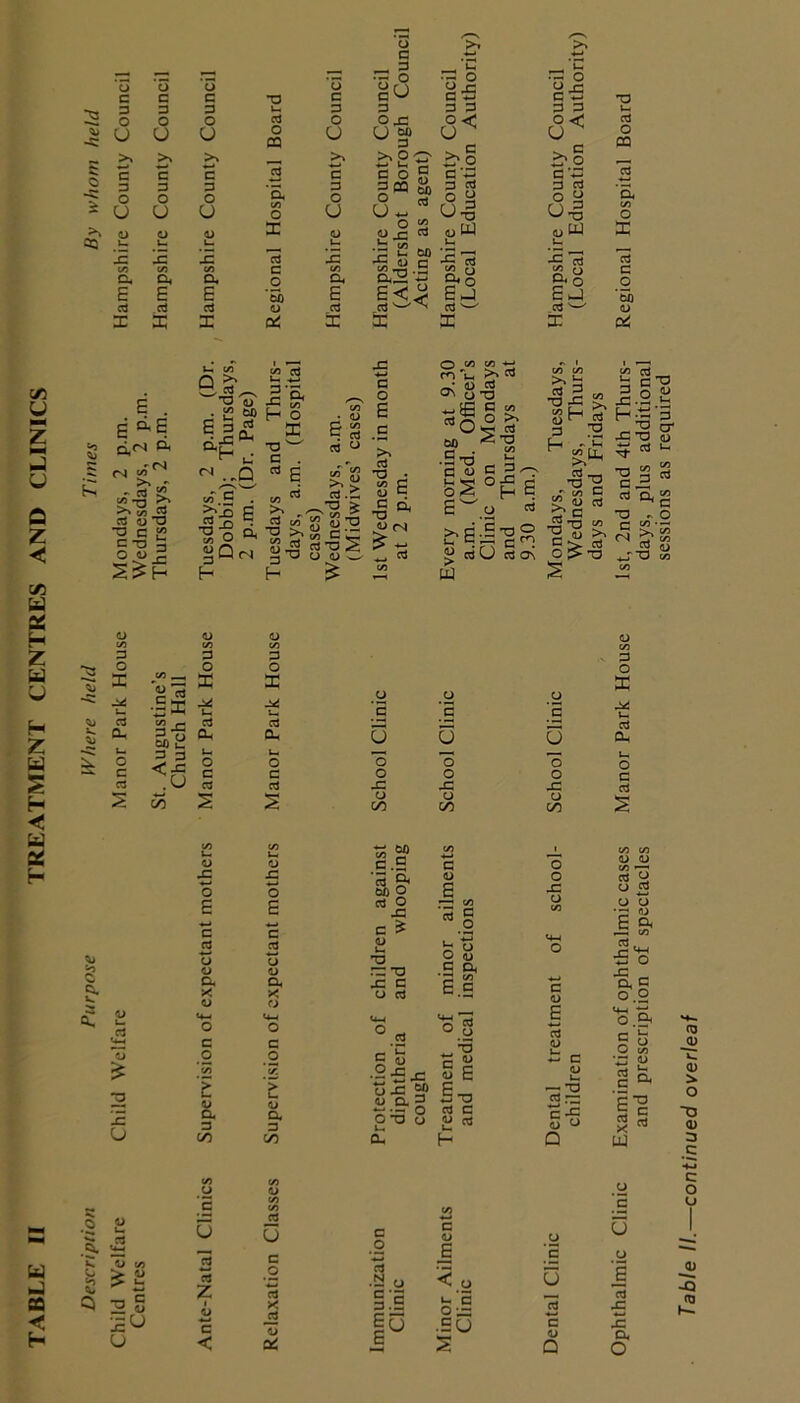 TABLE II TREATMENT CENTRES AND CLINICS
Description Purpose Where held Times By whom held
Child Welfare Centres Child Welfare Manor Park House Mondays, 2 p.m. Wednesdays, 2 p.m. Hampshire County Council
St. Augustine's Church Hall Thursdays, 2 p.m. Hampshire County Council
Ante-Natal Clinics Supervision of expectant mothers Manor Park House Tuesdays, 2 p.m. (Dr. Dobbin); Thursdays, 2 p.m. (Dr. Page) Hampshire County Council
Relaxation Classes Supervision of expectant mothers Manor Park House Tuesdays and Thursdays, a.m. (Hospital cases) Regional Hospital Board
Wednesdays, a.m. (Midwives' cases) Hampshire County Council
Immunization Clinic Protection of children against diphtheria and whooping cough School Clinic 1st Wednesday in month at 2 p.m. Hampshire County Council (Aldershot Borough Council Acting as agent)
Minor Ailments Clinic Treatment of minor ailments and medical inspections School Clinic Every morning at 9.30 a.m. (Med. Officer's Clinic on Mondays and Thursdays at 9.30 a.m.) Hampshire County Council (Local Education Authority)
Dental Clinic Dental treatment of school-children School Clinic Mondays, Tuesdays, Wednesdays, Thursdays and Fridays Hampshire County Council (Local Education Authority)
Ophthalmic Clinic Examination of ophthalmic cases and prescription of spectacles Manor Park House 1st, 2nd and 4th Thursdays, plus additional sessions as required Regional Hospital Board
Table II.—continued overleaf